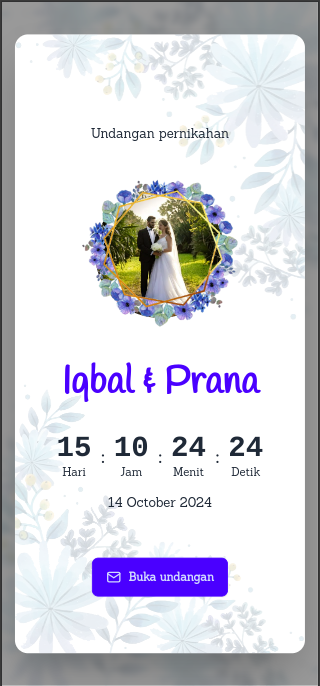 Undangan pernikahan
Iqbal & Prana
15 : 10 : 24 : 24
Hari Jam Menit Detik
14 October 2024
Buka undangan